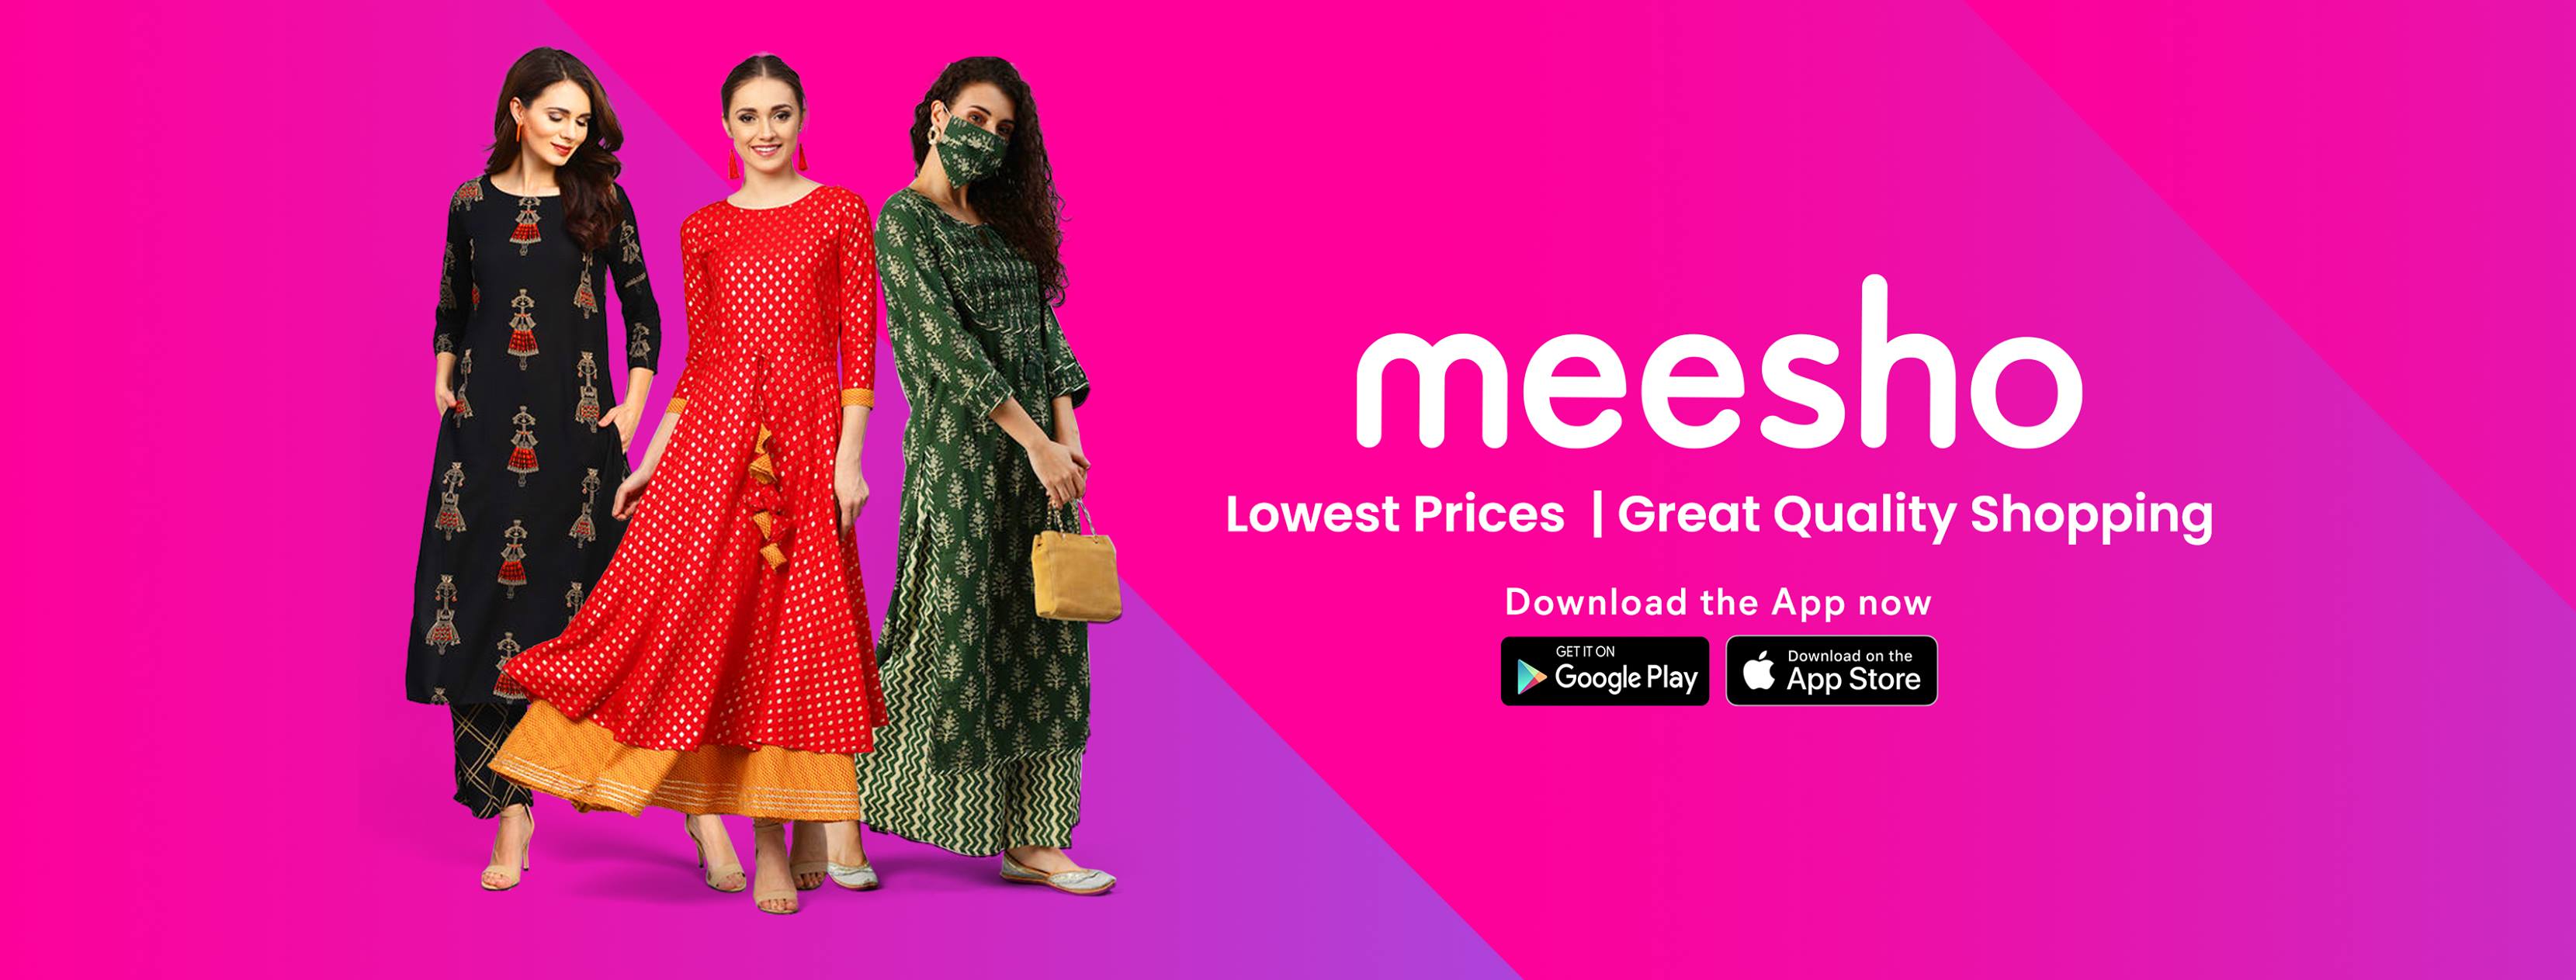 meesho
Lowest Prices | Great Quality Shopping
Download the App now
GET IT ON
Google Play
Download on the
App Store